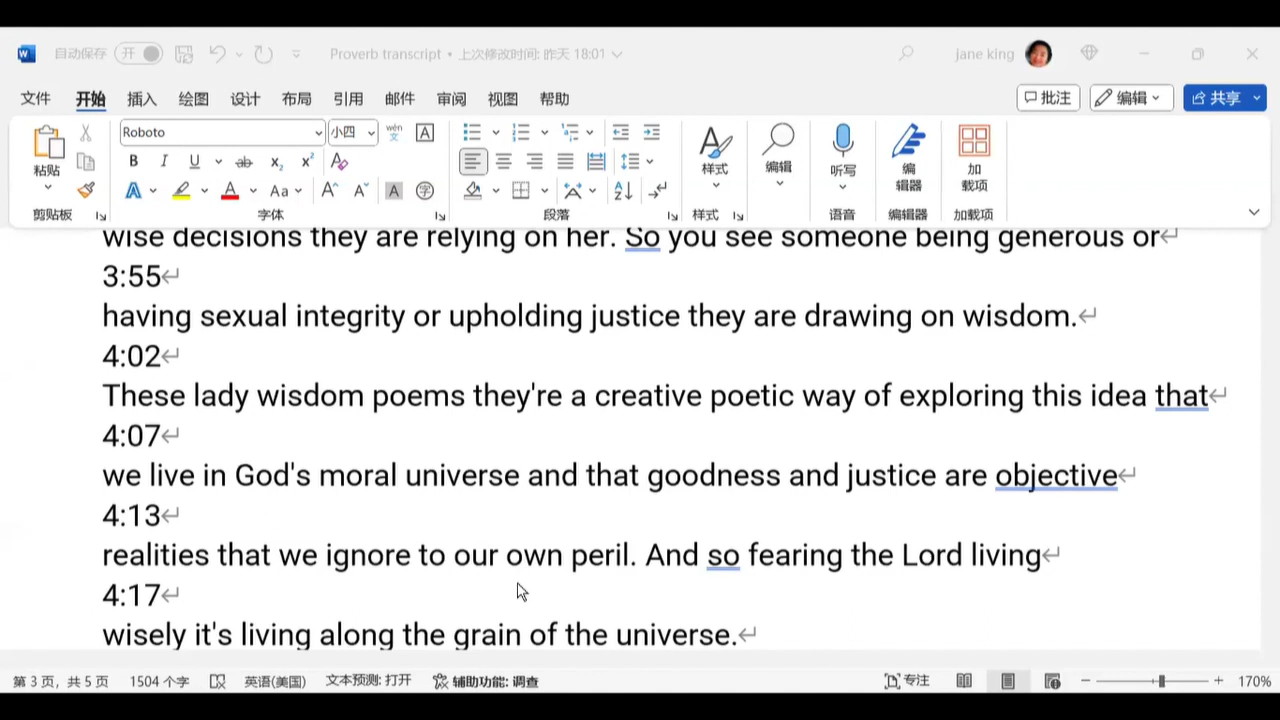 自动保存 开 Proverb transcript • 上次修改时间: 昨天 18:01 jane king
文件 开始 插入 绘图 设计 布局 引用 邮件 审阅 视图 帮助 批注 编辑 共享
Roboto 小四 wén 文 A
粘贴 B I U ab x₂ x² A 样式 编辑 听写 编辑器 加载项
A A Aa A A A 字 A Z
剪贴板 字体 段落 样式 语音 编辑器 加载项
wise decisions they are relying on her. So you see someone being generous or
3:55
having sexual integrity or upholding justice they are drawing on wisdom.
4:02
These lady wisdom poems they're a creative poetic way of exploring this idea that
4:07
we live in God's moral universe and that goodness and justice are objective
4:13
realities that we ignore to our own peril. And so fearing the Lord living
4:17
wisely it's living along the grain of the universe.
第 3 页，共 5 页 1504 个字 英语(美国) 文本预测: 打开 辅助功能: 调查 专注 170%